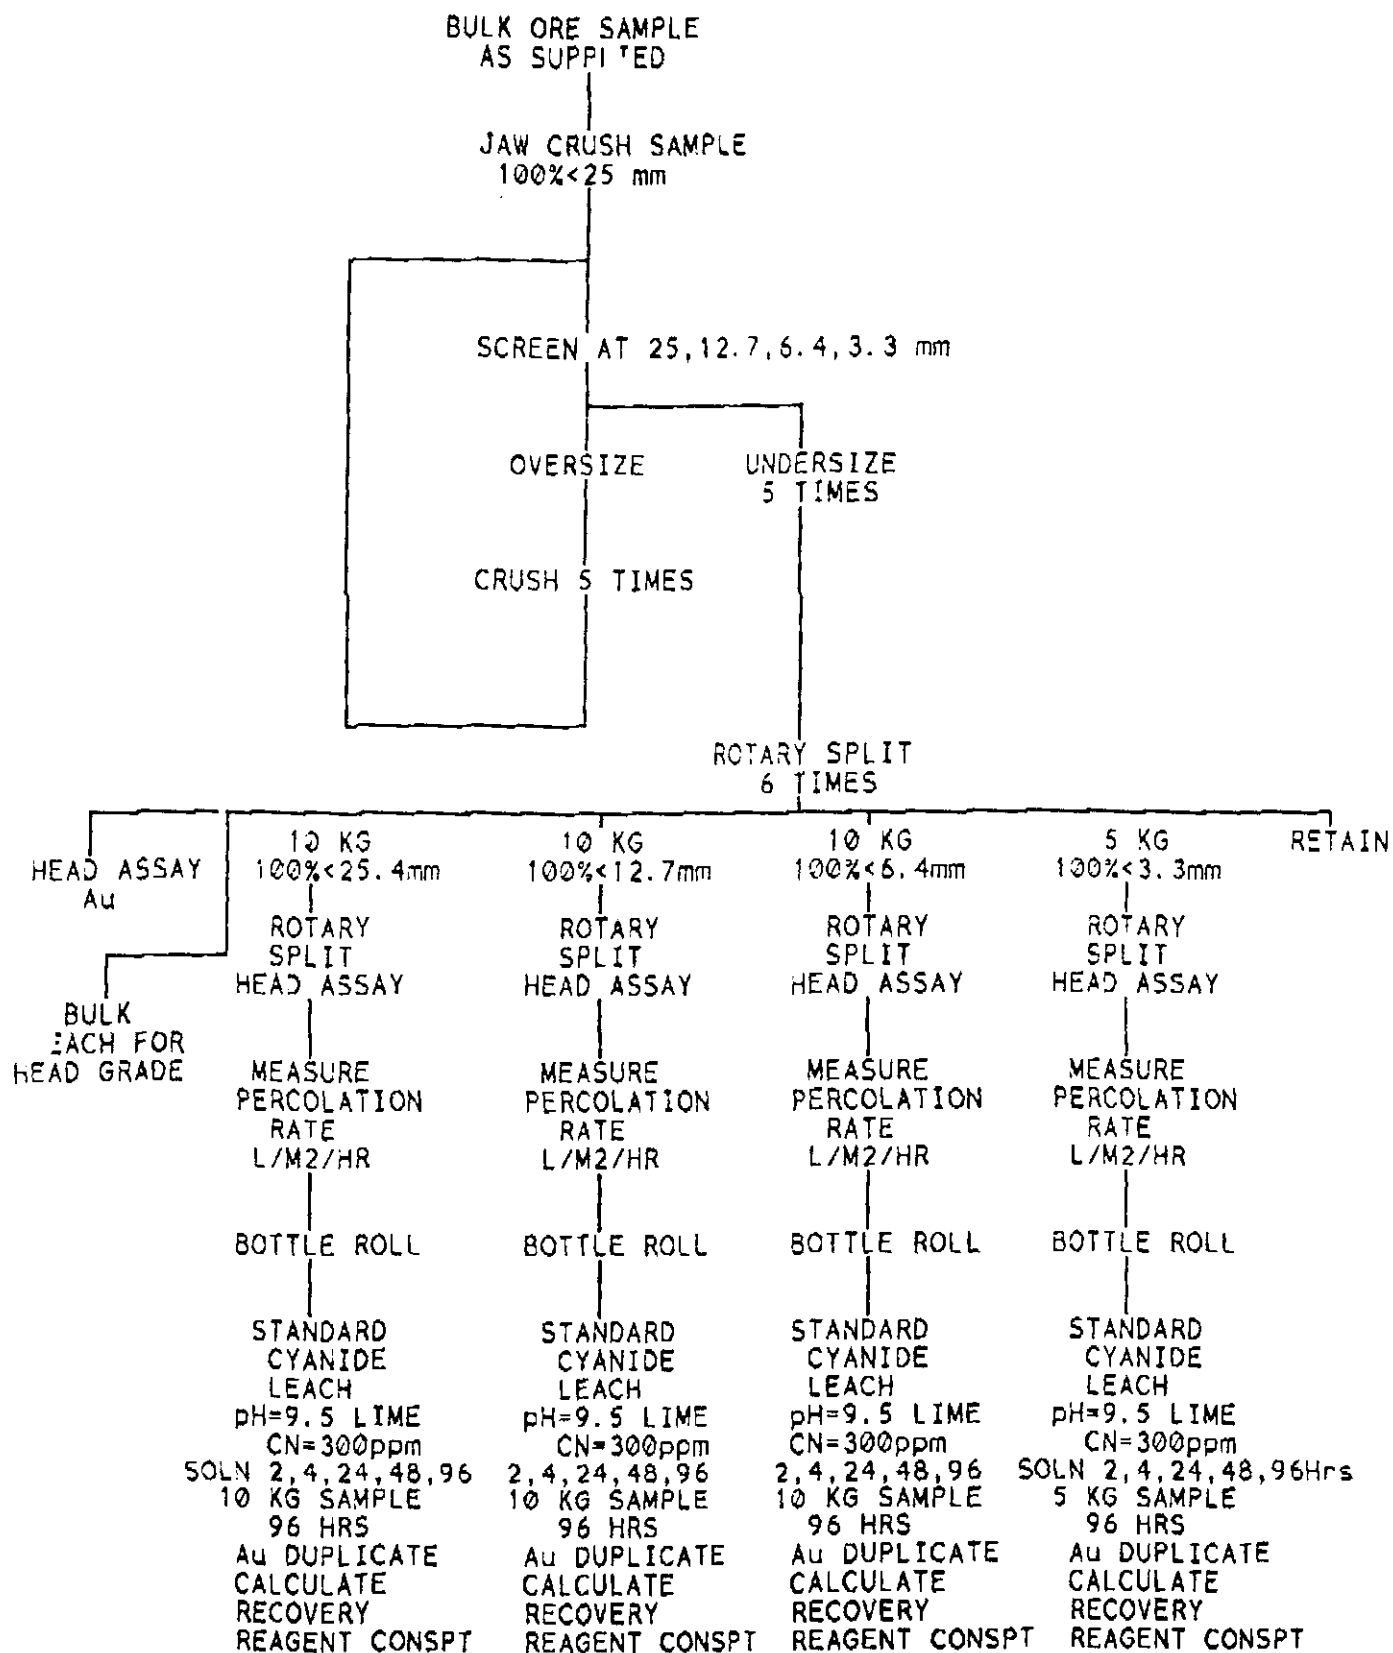 BULK ORE SAMPLE
AS SUPPLIED
JAW CRUSH SAMPLE
100%<25 mm
SCREEN AT 25,12.7,6.4,3.3 mm
OVERSIZE
UNDERSIZE
5 TIMES
CRUSH 5 TIMES
ROTARY SPLIT
6 TIMES
HEAD ASSAY
Au
BULK
LEACH FOR
HEAD GRADE
10 KG
100%<25.4mm
ROTARY
SPLIT
HEAD ASSAY
MEASURE
PERCOLATION
RATE
L/M2/HR
BOTTLE ROLL
STANDARD
CYANIDE
LEACH
pH=9.5 LIME
CN=300ppm
SOLN 2,4,24,48,96
10 KG SAMPLE
96 HRS
Au DUPLICATE
CALCULATE
RECOVERY
REAGENT CONSPT
10 KG
100%<12.7mm
ROTARY
SPLIT
HEAD ASSAY
MEASURE
PERCOLATION
RATE
L/M2/HR
BOTTLE ROLL
STANDARD
CYANIDE
LEACH
pH=9.5 LIME
CN=300ppm
2,4,24,48,96
10 KG SAMPLE
96 HRS
Au DUPLICATE
CALCULATE
RECOVERY
REAGENT CONSPT
10 KG
100%<6.4mm
ROTARY
SPLIT
HEAD ASSAY
MEASURE
PERCOLATION
RATE
L/M2/HR
BOTTLE ROLL
STANDARD
CYANIDE
LEACH
pH=9.5 LIME
CN=300ppm
2,4,24,48,96
10 KG SAMPLE
96 HRS
Au DUPLICATE
CALCULATE
RECOVERY
REAGENT CONSPT
5 KG
100%<3.3mm
ROTARY
SPLIT
HEAD ASSAY
MEASURE
PERCOLATION
RATE
L/M2/HR
BOTTLE ROLL
STANDARD
CYANIDE
LEACH
pH=9.5 LIME
CN=300ppm
SOLN 2,4,24,48,96Hrs
5 KG SAMPLE
96 HRS
Au DUPLICATE
CALCULATE
RECOVERY
REAGENT CONSPT
RETAIN